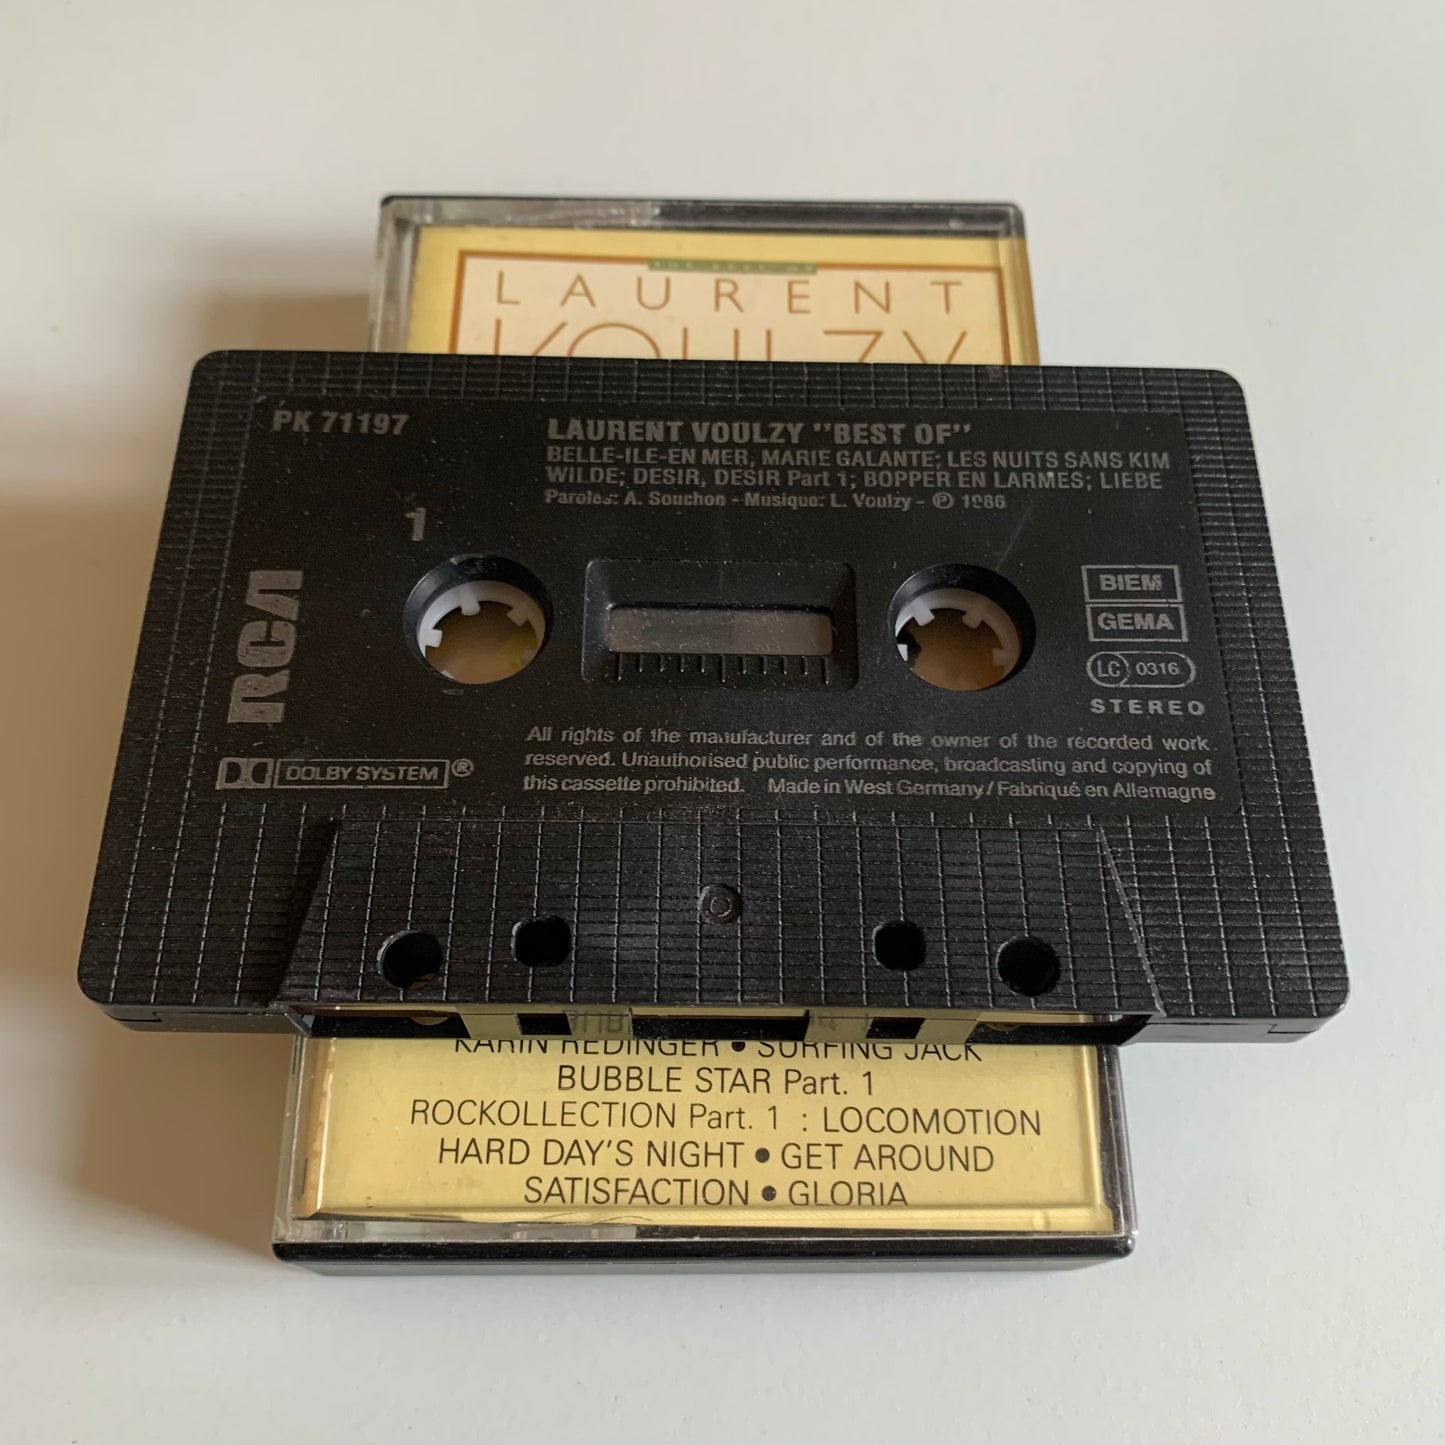 THE BEST OF
LAURENT
VOULZY
PK 71197
LAURENT VOULZY "BEST OF"
BELLE-ILE-EN MER, MARIE GALANTE; LES NUITS SANS KIM
WILDE; DESIR, DESIR Part 1; BOPPER EN LARMES; LIEBE
Paroles: A. Souchon - Musique: L. Voulzy - ℗ 1986
1
RCA
BIEM
GEMA
LC 0316
STEREO
DOLBY SYSTEM ®
All rights of the manufacturer and of the owner of the recorded work
reserved. Unauthorised public performance, broadcasting and copying of
this cassette prohibited. Made in West Germany / Fabriqué en Allemagne
KARIN REDINGER • SURFING JACK
BUBBLE STAR Part. 1
ROCKOLLECTION Part. 1 : LOCOMOTION
HARD DAY'S NIGHT • GET AROUND
SATISFACTION • GLORIA